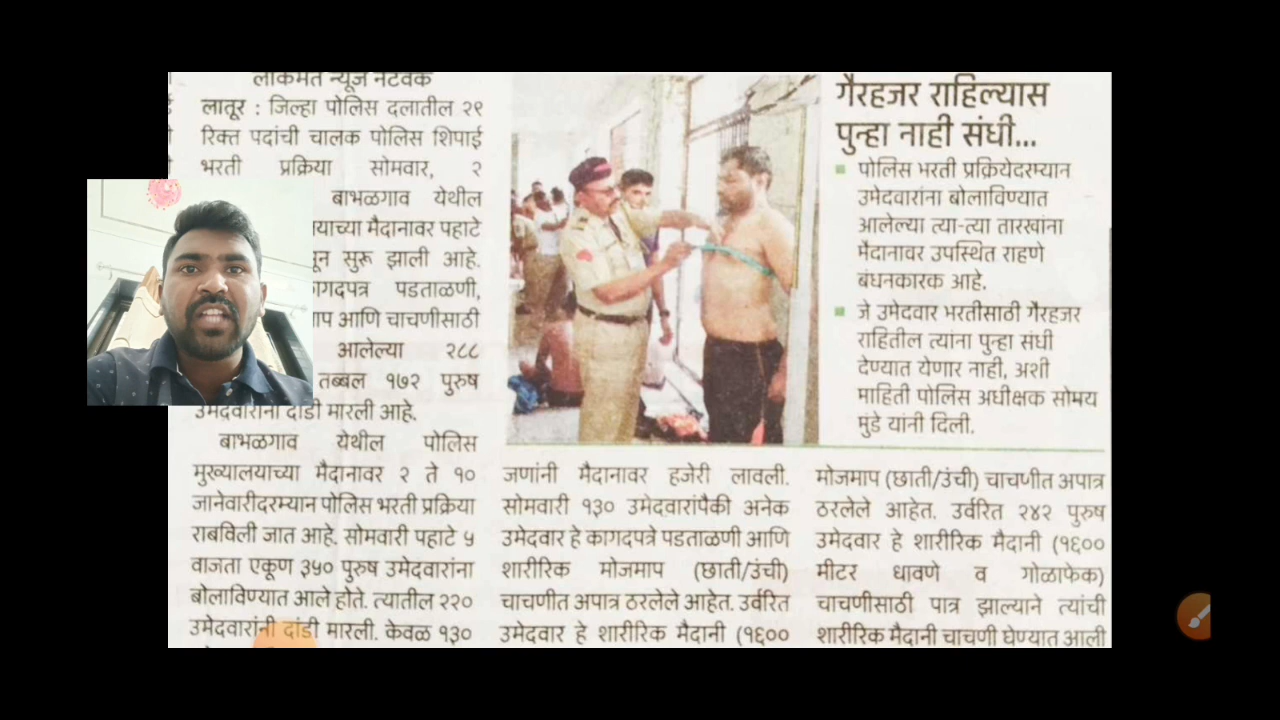 लोकमत न्यूज नेटवर्क
लातूर : जिल्हा पोलिस दलातील २९
रिक्त पदांची चालक पोलिस शिपाई
भरती प्रक्रिया सोमवार, २
बाभळगाव येथील
याच्या मैदानावर पहाटे
सुरू झाली आहे.
पडताळणी,
आणि चाचणीसाठी
आलेल्या २८८
तब्बल १७२ पुरुष
उमेदवारांनी दांडी मारली आहे.
बाभळगाव येथील पोलिस
मुख्यालयाच्या मैदानावर २ ते १०
जानेवारीदरम्यान पोलिस भरती प्रक्रिया
राबविली जात आहे. सोमवारी पहाटे ५
वाजता एकूण ३५० पुरुष उमेदवारांना
बोलाविण्यात आले होते. त्यातील २२०
उमेदवारांनी दांडी मारली. केवळ १३०
जणांनी मैदानावर हजेरी लावली.
सोमवारी १३० उमेदवारांपैकी अनेक
उमेदवार हे कागदपत्रे पडताळणी आणि
शारीरिक मोजमाप (छाती/उंची)
चाचणीत अपात्र ठरलेले आहेत. उर्वरित
उमेदवार हे शारीरिक मैदानी (१६००
गैरहजर राहिल्यास
पुन्हा नाही संधी...
पोलिस भरती प्रक्रियेदरम्यान
उमेदवारांना बोलाविण्यात
आलेल्या त्या-त्या तारखांना
मैदानावर उपस्थित राहणे
बंधनकारक आहे.
जे उमेदवार भरतीसाठी गैरहजर
राहितील त्यांना पुन्हा संधी
देण्यात येणार नाही, अशी
माहिती पोलिस अधीक्षक सोमय
मुंडे यांनी दिली.
मोजमाप (छाती/उंची) चाचणीत अपात्र
ठरलेले आहेत. उर्वरित २४२ पुरुष
उमेदवार हे शारीरिक मैदानी (१६००
मीटर धावणे व गोळाफेक)
चाचणीसाठी पात्र झाल्याने त्यांची
शारीरिक मैदानी चाचणी घेण्यात आली